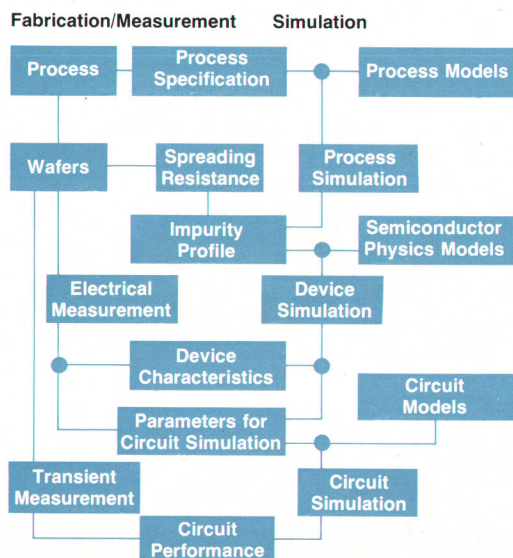 Fabrication/Measurement Simulation
Process
Process
Specification
Process Models
Wafers
Spreading
Resistance
Process
Simulation
Impurity
Profile
Semiconductor
Physics Models
Electrical
Measurement
Device
Simulation
Device
Characteristics
Circuit
Models
Parameters for
Circuit Simulation
Transient
Measurement
Circuit
Simulation
Circuit
Performance